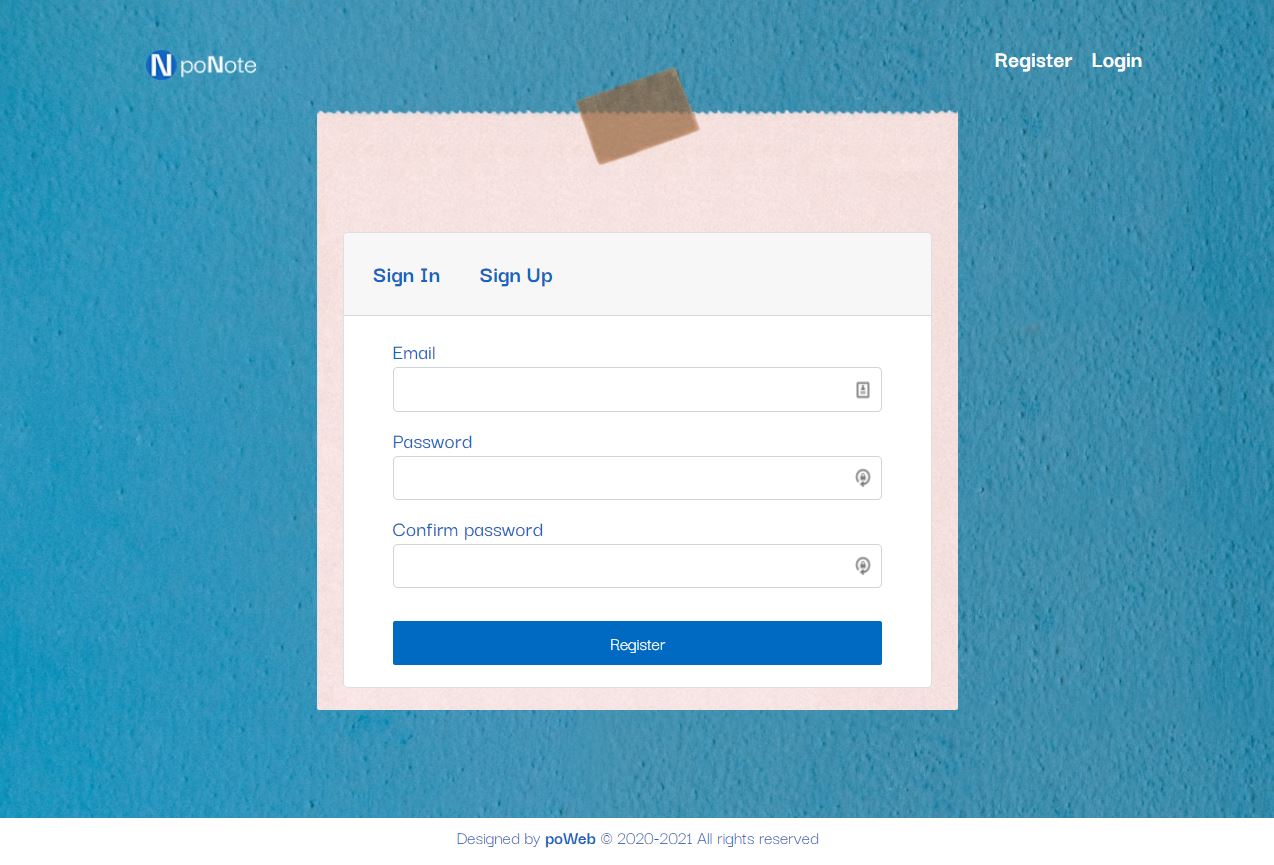 N poNote
Register Login
Sign In Sign Up
Email
Password
Confirm password
Register
Designed by poWeb © 2020-2021 All rights reserved